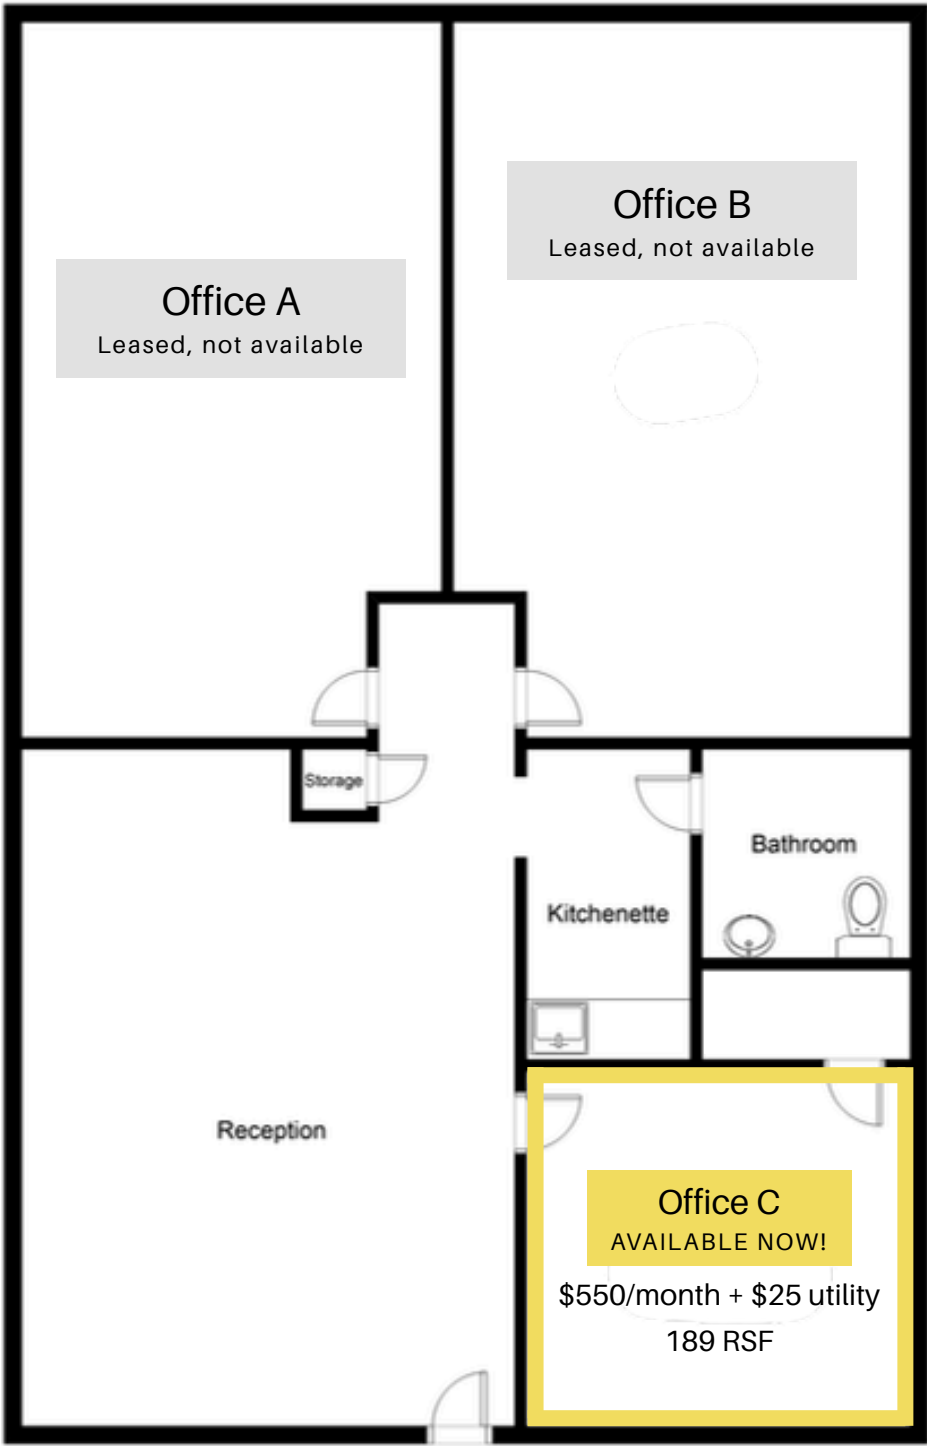 Office B
Leased, not available
Office A
Leased, not available
Storage
Bathroom
Kitchenette
Reception
Office C
AVAILABLE NOW!
$550/month + $25 utility
189 RSF